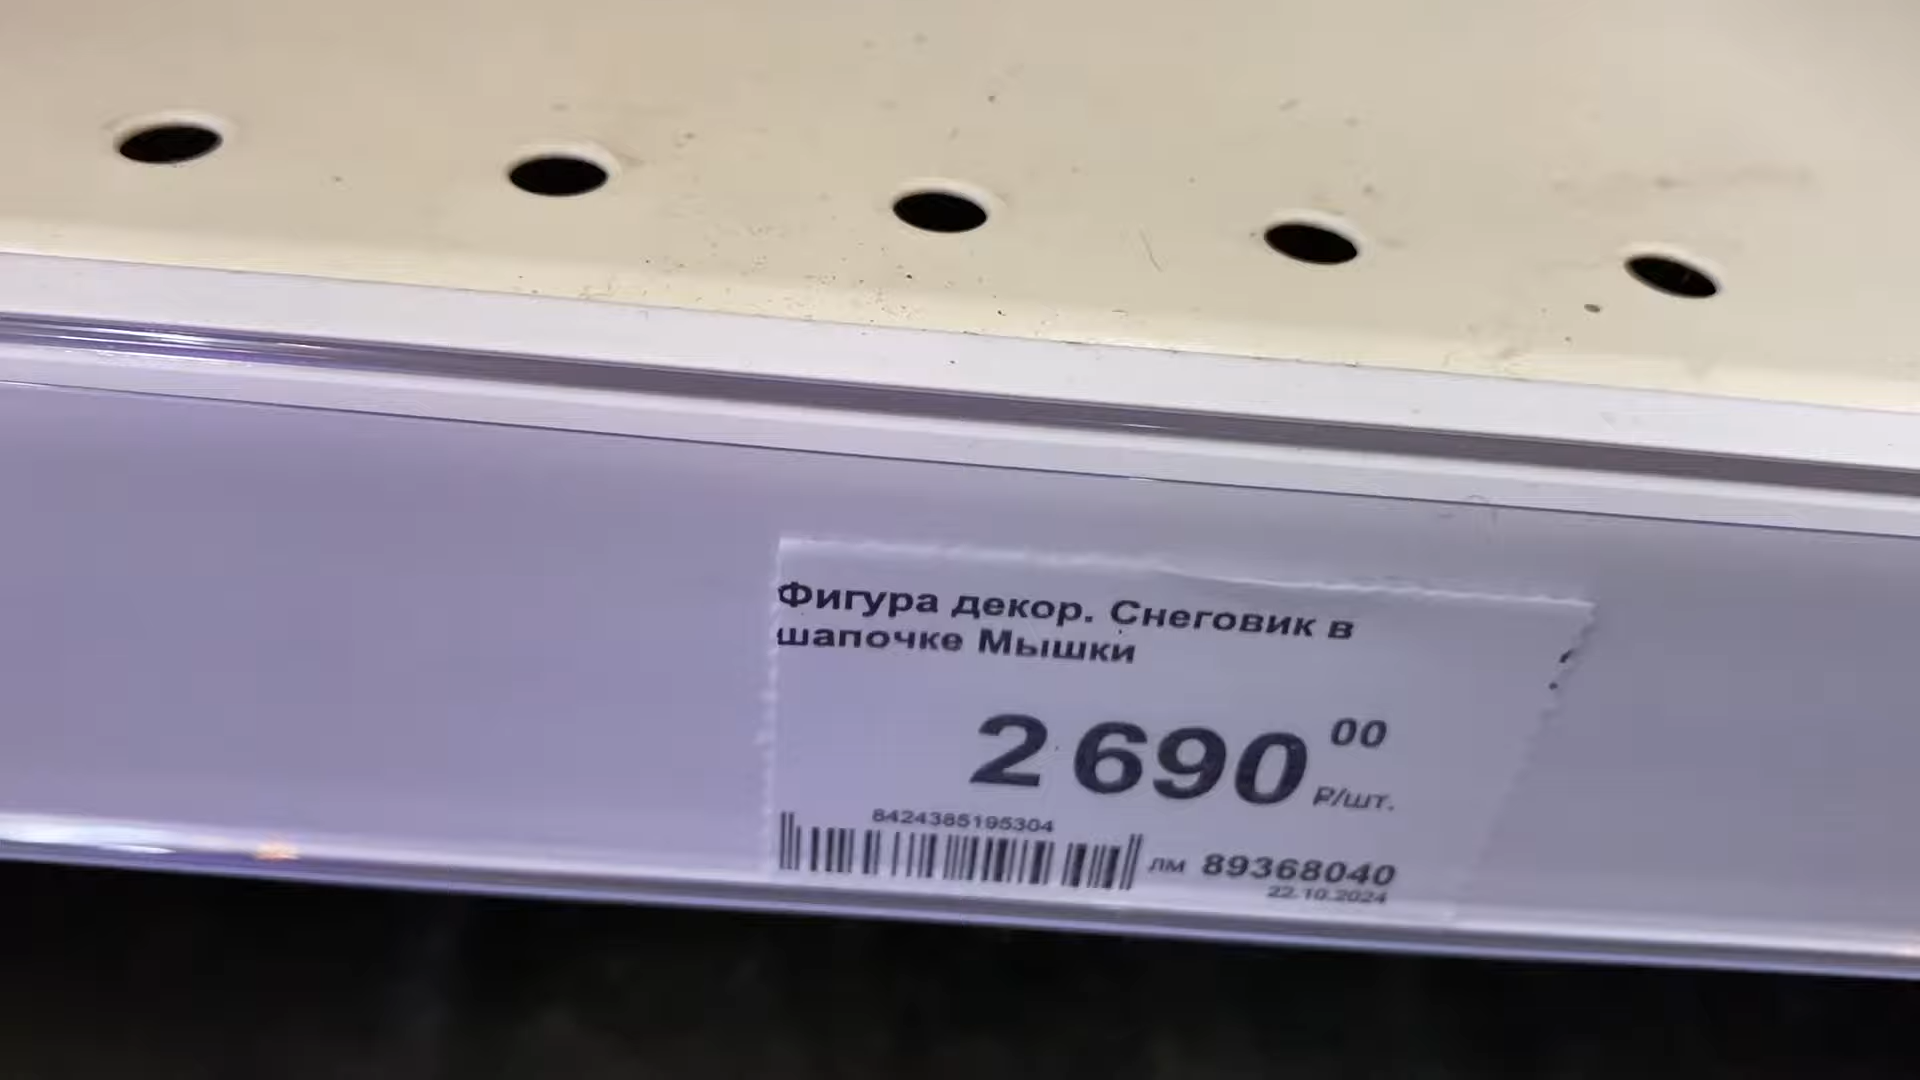 Фигура декор. Снеговик в
шапочке Мышки
2 690 00
₽/шт.
8424385195304
лм 89368040
22.10.2024